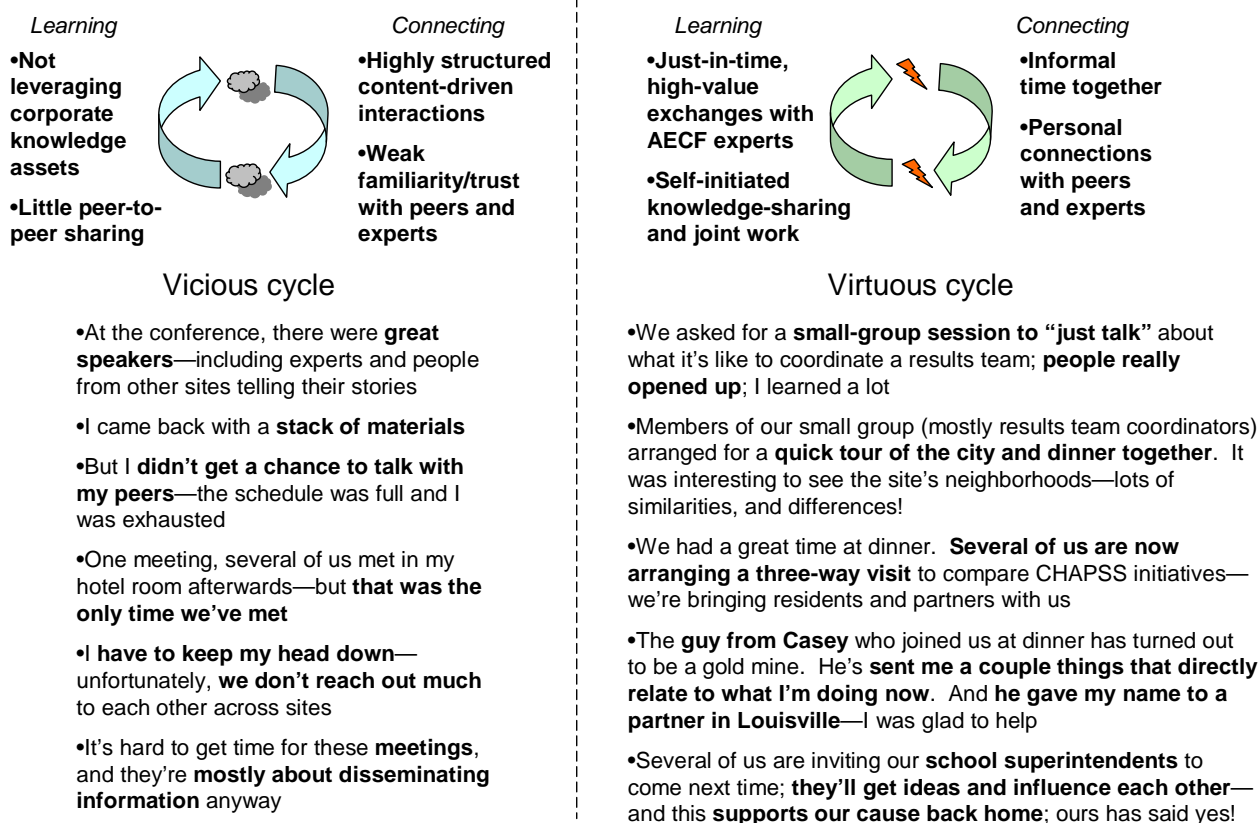 Learning
•Not
leveraging
corporate
knowledge
assets
•Little peer-to-
peer sharing
Connecting
•Highly structured
content-driven
interactions
•Weak
familiarity/trust
with peers and
experts
Vicious cycle
•At the conference, there were great
speakers—including experts and people
from other sites telling their stories
•I came back with a stack of materials
•But I didn’t get a chance to talk with
my peers—the schedule was full and I
was exhausted
•One meeting, several of us met in my
hotel room afterwards—but that was the
only time we’ve met
•I have to keep my head down—
unfortunately, we don’t reach out much
to each other across sites
•It’s hard to get time for these meetings,
and they’re mostly about disseminating
information anyway
Learning
•Just-in-time,
high-value
exchanges with
AECF experts
•Self-initiated
knowledge-sharing
and joint work
Connecting
•Informal
time together
•Personal
connections
with peers
and experts
Virtuous cycle
•We asked for a small-group session to “just talk” about
what it’s like to coordinate a results team; people really
opened up; I learned a lot
•Members of our small group (mostly results team coordinators)
arranged for a quick tour of the city and dinner together.  It
was interesting to see the site’s neighborhoods—lots of
similarities, and differences!
•We had a great time at dinner.  Several of us are now
arranging a three-way visit to compare CHAPSS initiatives—
we’re bringing residents and partners with us
•The guy from Casey who joined us at dinner has turned out
to be a gold mine.  He’s sent me a couple things that directly
relate to what I’m doing now.  And he gave my name to a
partner in Louisville—I was glad to help
•Several of us are inviting our school superintendents to
come next time; they’ll get ideas and influence each other—
and this supports our cause back home; ours has said yes!